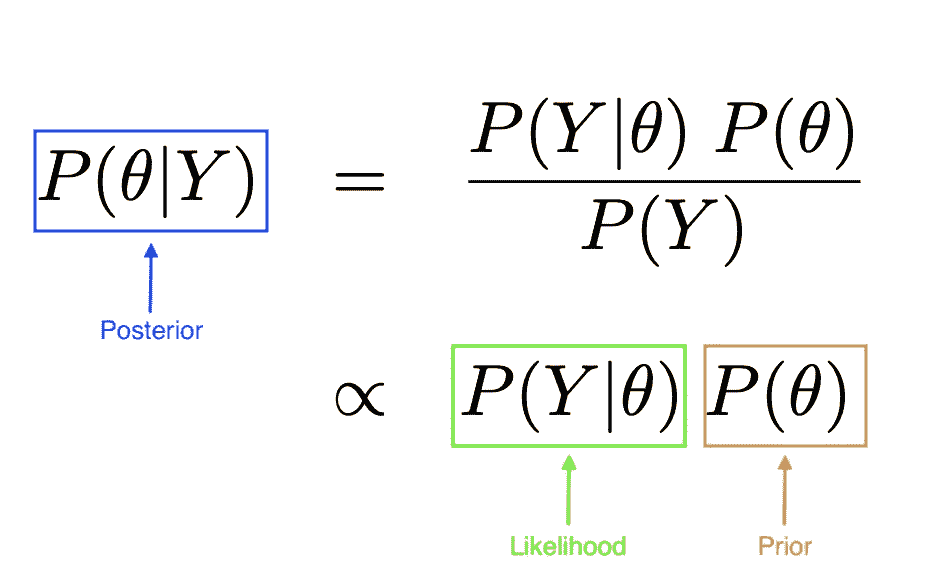 P(θ|Y) = P(Y|θ) P(θ)
P(Y)
Posterior
∝ P(Y|θ) P(θ)
Likelihood Prior